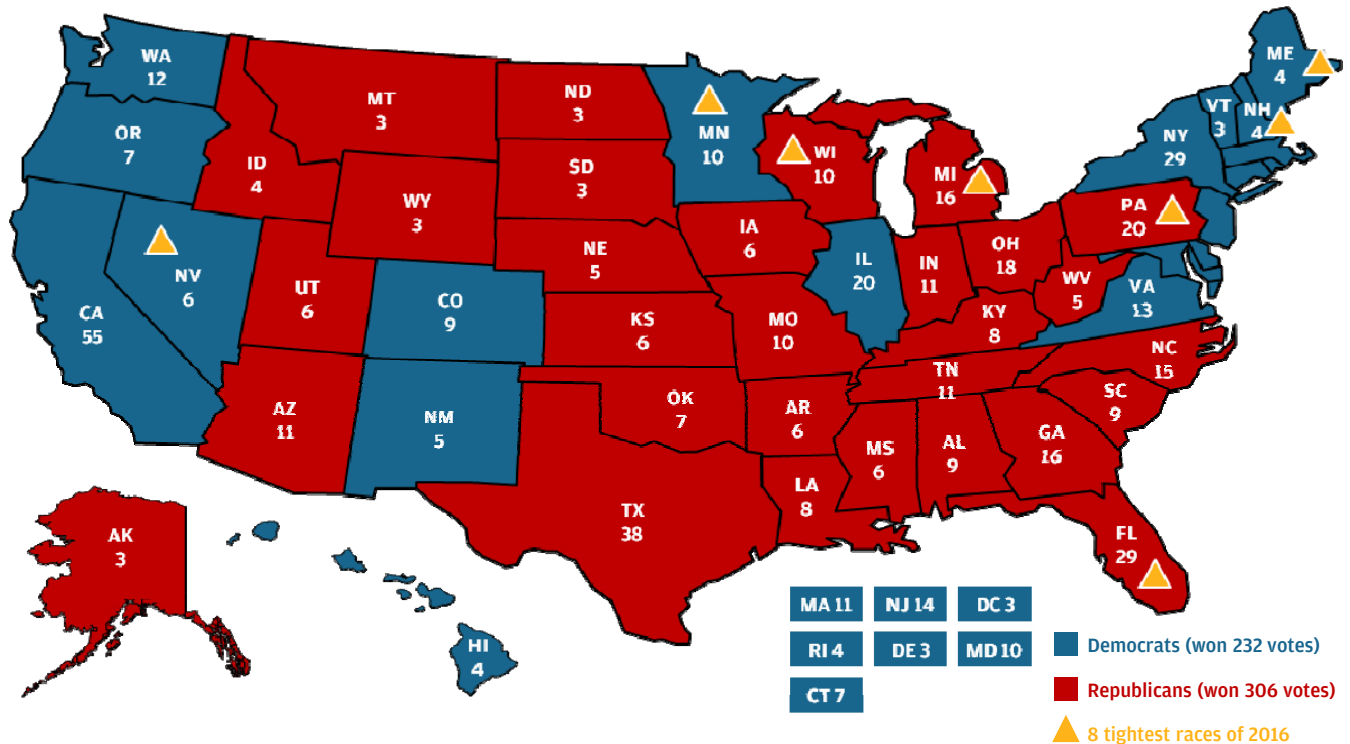 WA
12
OR
7
CA
55
NV
6
ID
4
MT
3
WY
3
UT
6
AZ
11
CO
9
NM
5
ND
3
SD
3
NE
5
KS
6
OK
7
TX
38
MN
10
IA
6
MO
10
AR
6
LA
8
WI
10
IL
20
MI
16
IN
11
OH
18
KY
8
TN
11
MS
6
AL
9
GA
16
FL
29
SC
9
NC
15
VA
13
WV
5
PA
20
NY
29
VT
3
NH
4
ME
4
AK
3
HI
4
MA 11
NJ 14
DC 3
RI 4
DE 3
MD 10
CT 7
Democrats (won 232 votes)
Republicans (won 306 votes)
8 tightest races of 2016